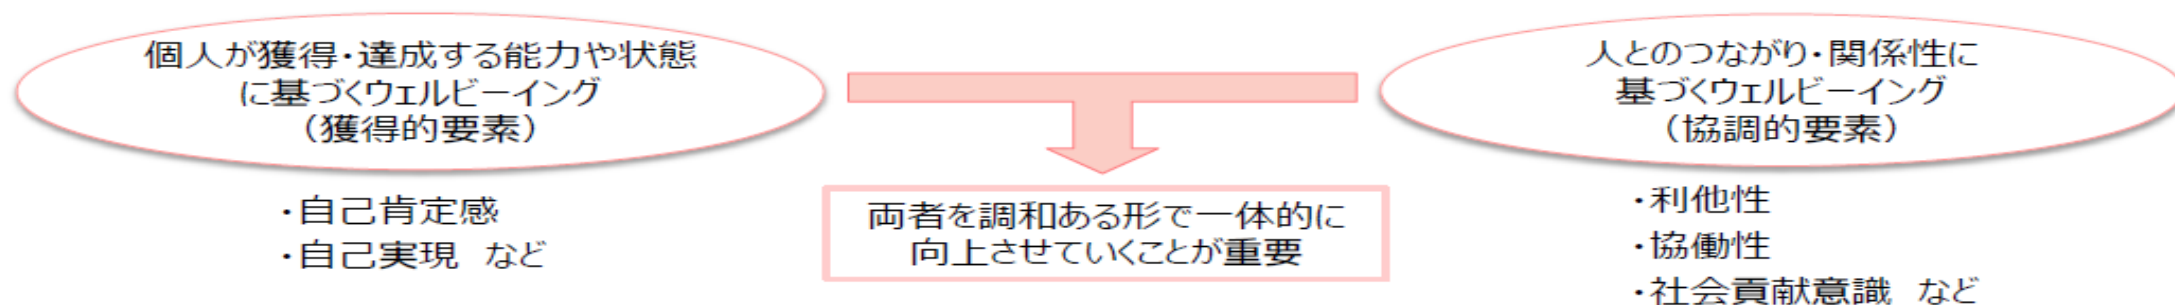 個人が獲得・達成する能力や状態
に基づくウェルビーイング
（獲得的要素）
・自己肯定感
・自己実現 など
両者を調和ある形で一体的に
向上させていくことが重要
人とのつながり・関係性に
基づくウェルビーイング
（協調的要素）
・利他性
・協働性
・社会貢献意識 など